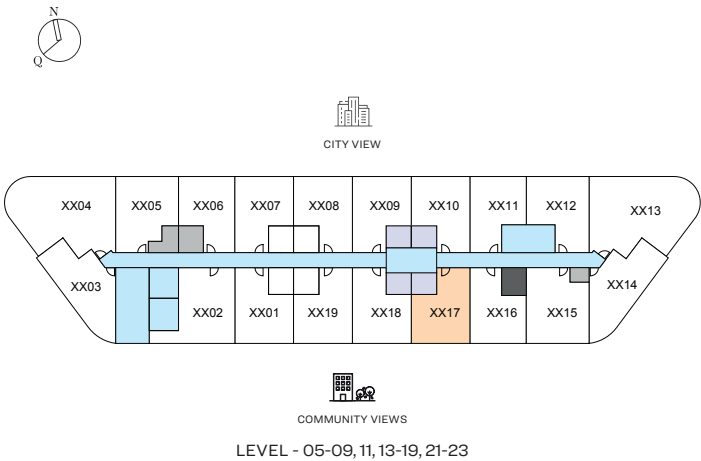 N
Q
CITY VIEW
XX04 XX05 XX06 XX07 XX08 XX09 XX10 XX11 XX12 XX13
XX03 XX02 XX01 XX19 XX18 XX17 XX16 XX15 XX14
COMMUNITY VIEWS
LEVEL - 05-09, 11, 13-19, 21-23